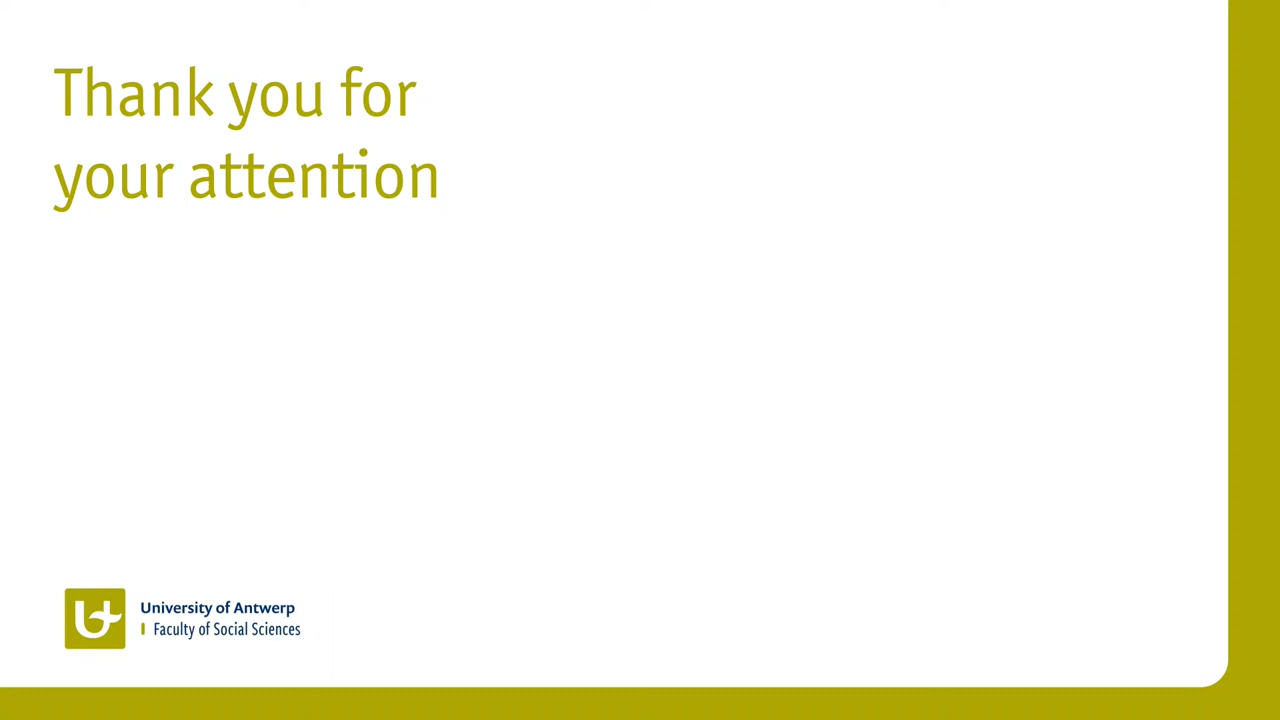 Thank you for
your attention
University of Antwerp
Faculty of Social Sciences